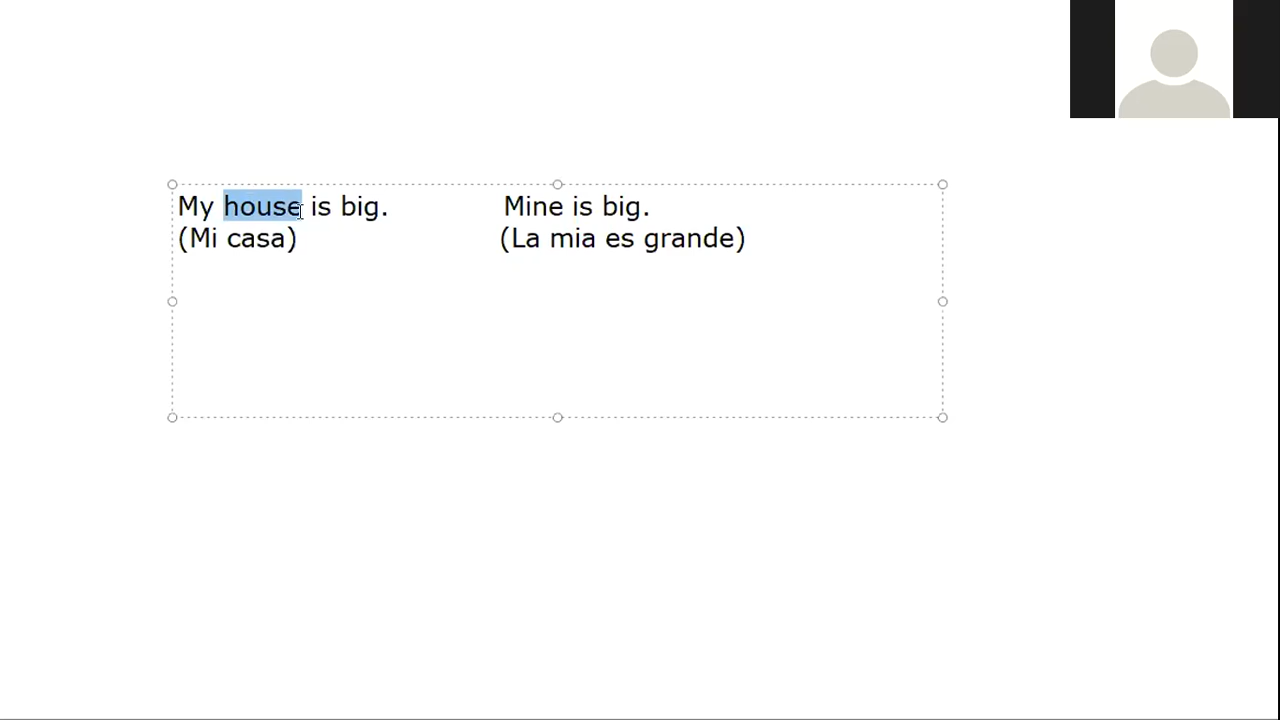 My house is big. Mine is big.
(Mi casa) (La mia es grande)